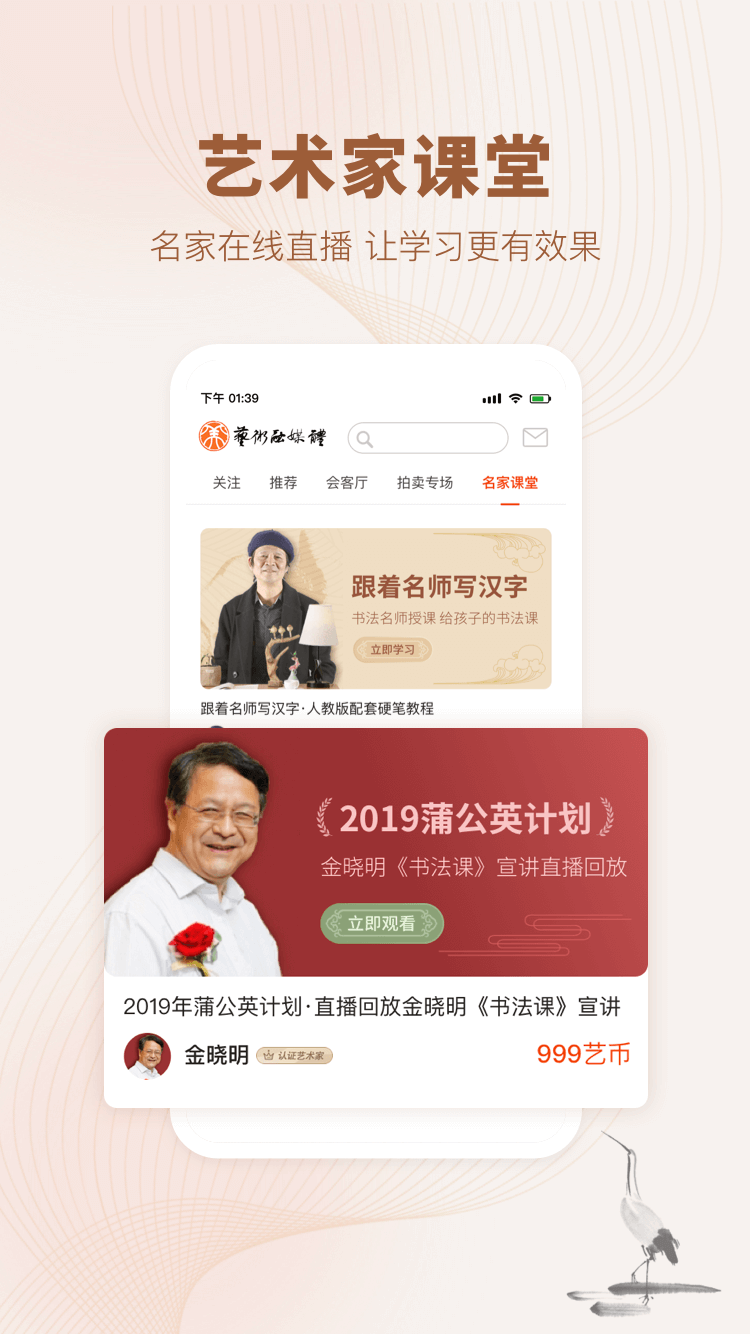 艺术家课堂
名家在线直播 让学习更有效果
下午 01:39
藝術融媒體
关注 推荐 会客厅 拍卖专场 名家课堂
跟着名师写汉字
书法名师授课 给孩子的书法课
立即学习
跟着名师写汉字·人教版配套硬笔教程
2019蒲公英计划
金晓明《书法课》宣讲直播回放
立即观看
2019年蒲公英计划·直播回放金晓明《书法课》宣讲
金晓明 认证艺术家 999艺币